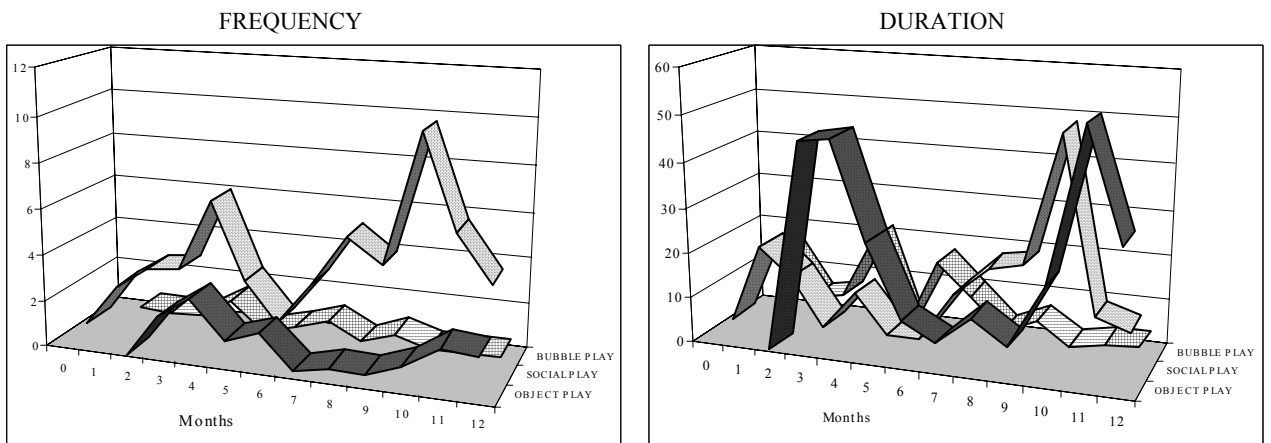 FREQUENCY
12
10
8
6
4
2
0
0 1 2 3 4 5 6 7 8 9 10 11 12
Months
BUBBLE PLAY
SOCIAL PLAY
OBJECT PLAY
DURATION
60
50
40
30
20
10
0
0 1 2 3 4 5 6 7 8 9 10 11 12
Months
BUBBLE PLAY
SOCIAL PLAY
OBJECT PLAY